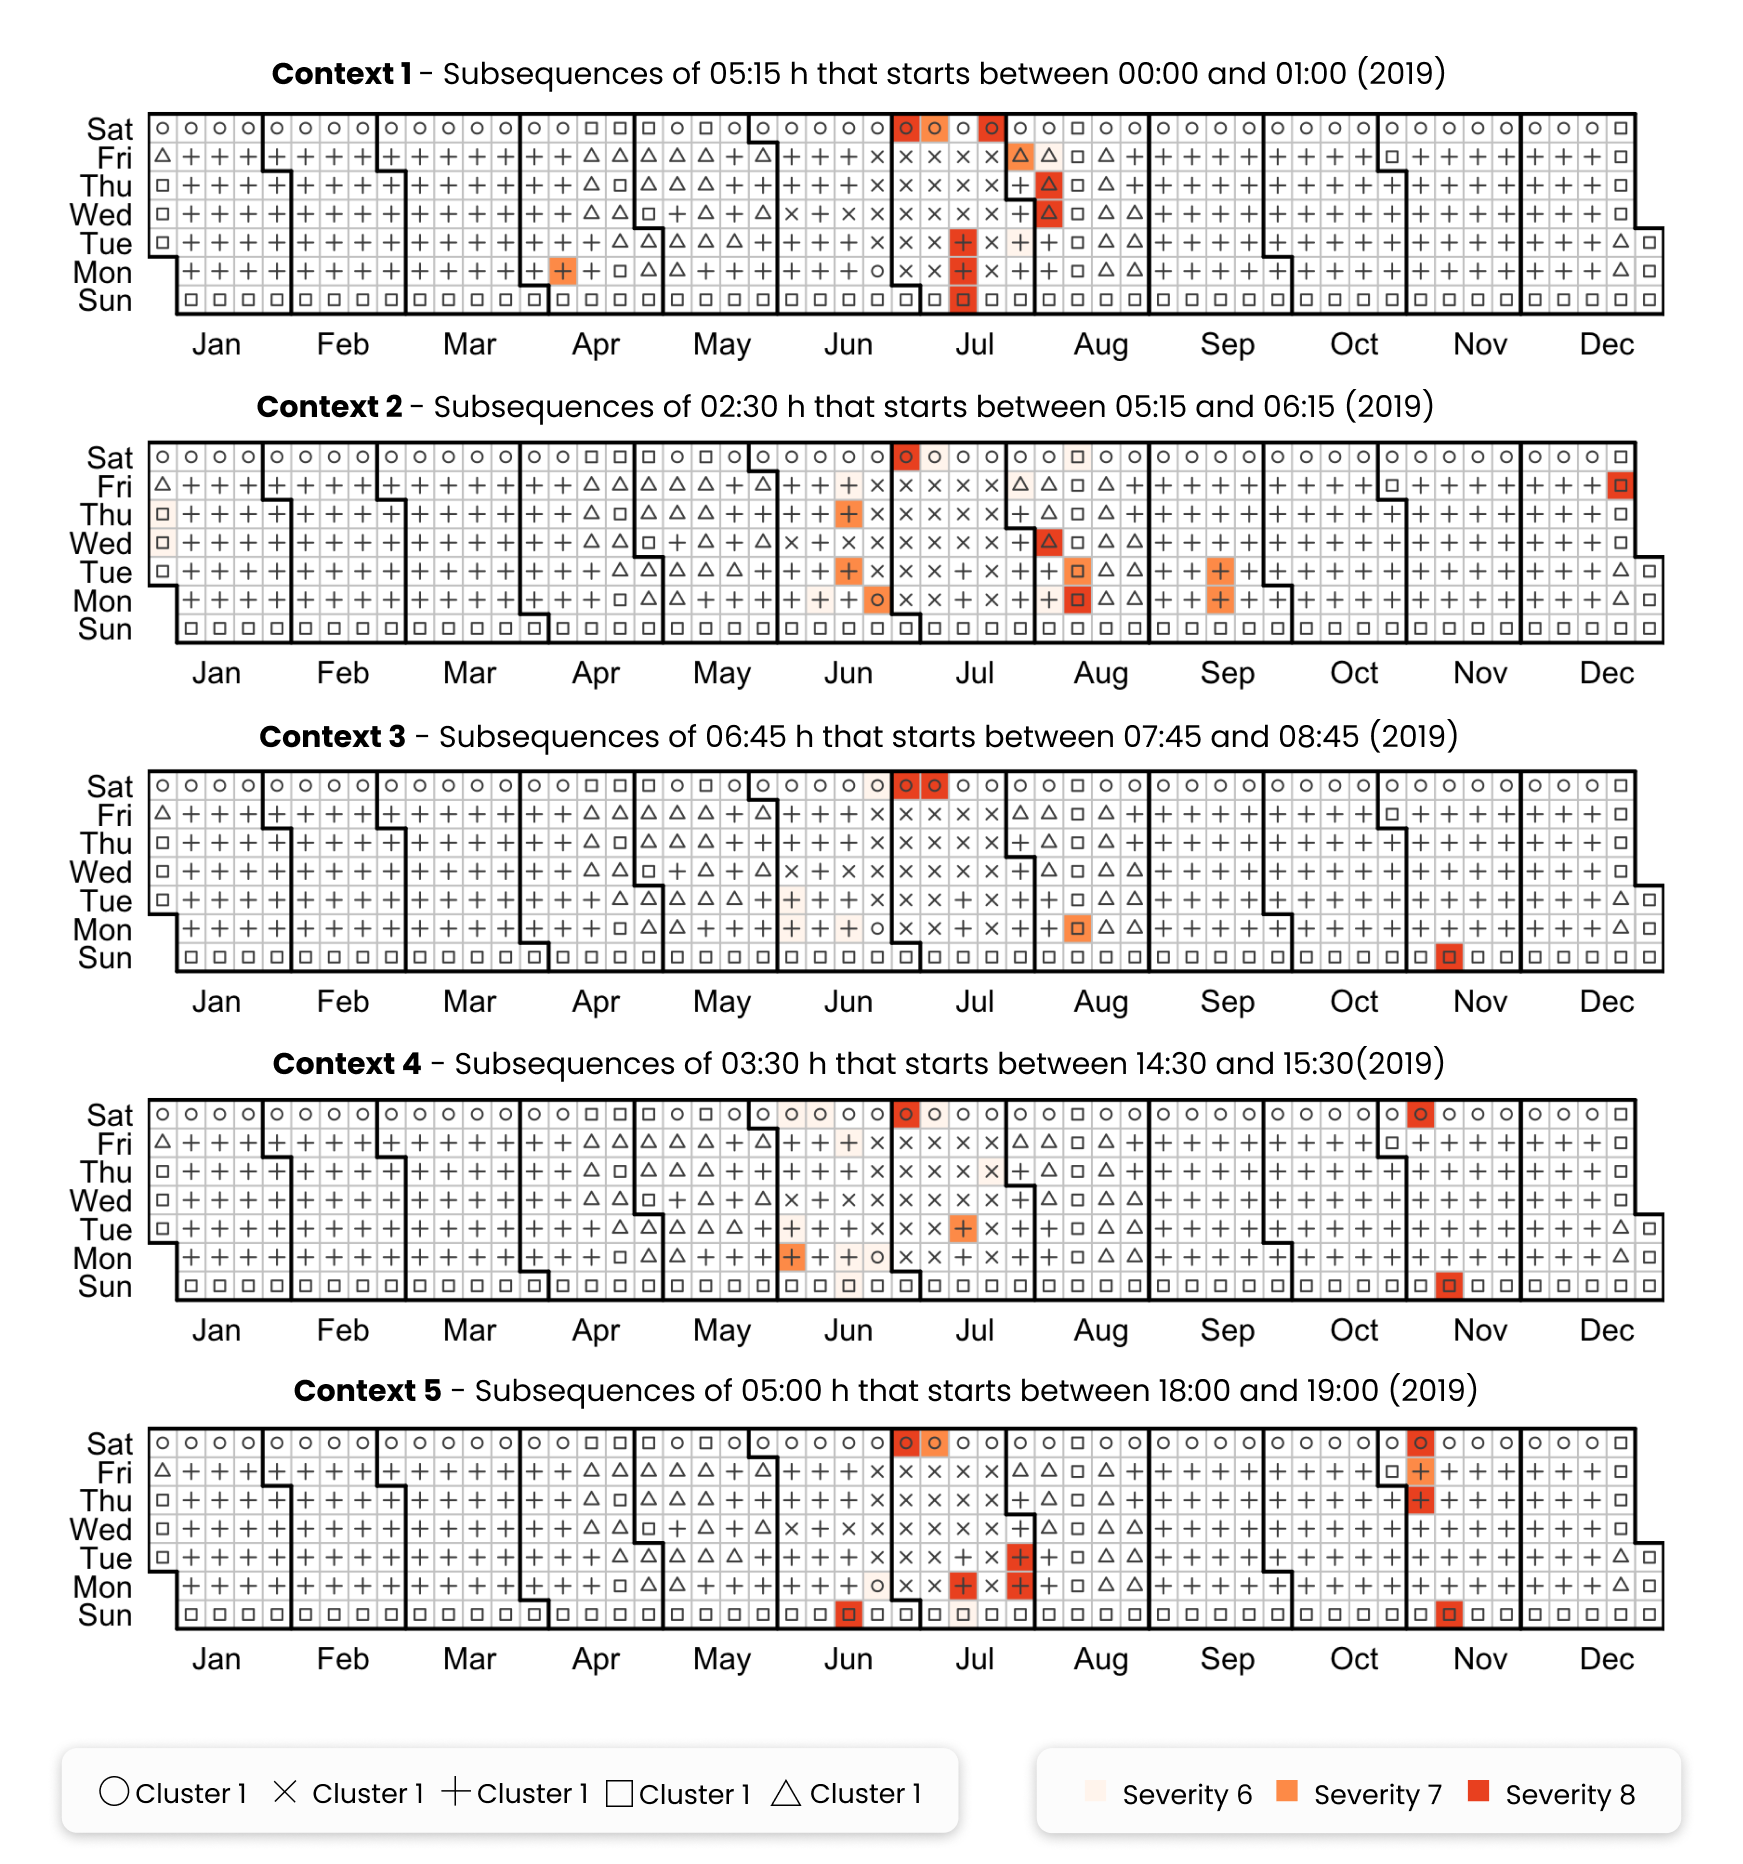 Context 1 - Subsequences of 05:15 h that starts between 00:00 and 01:00 (2019)
Sat
Fri
Thu
Wed
Tue
Mon
Sun
Jan Feb Mar Apr May Jun Jul Aug Sep Oct Nov Dec
Context 2 - Subsequences of 02:30 h that starts between 05:15 and 06:15 (2019)
Sat
Fri
Thu
Wed
Tue
Mon
Sun
Jan Feb Mar Apr May Jun Jul Aug Sep Oct Nov Dec
Context 3 - Subsequences of 06:45 h that starts between 07:45 and 08:45 (2019)
Sat
Fri
Thu
Wed
Tue
Mon
Sun
Jan Feb Mar Apr May Jun Jul Aug Sep Oct Nov Dec
Context 4 - Subsequences of 03:30 h that starts between 14:30 and 15:30(2019)
Sat
Fri
Thu
Wed
Tue
Mon
Sun
Jan Feb Mar Apr May Jun Jul Aug Sep Oct Nov Dec
Context 5 - Subsequences of 05:00 h that starts between 18:00 and 19:00 (2019)
Sat
Fri
Thu
Wed
Tue
Mon
Sun
Jan Feb Mar Apr May Jun Jul Aug Sep Oct Nov Dec
Cluster 1 Cluster 1 Cluster 1 Cluster 1 Cluster 1
Severity 6 Severity 7 Severity 8